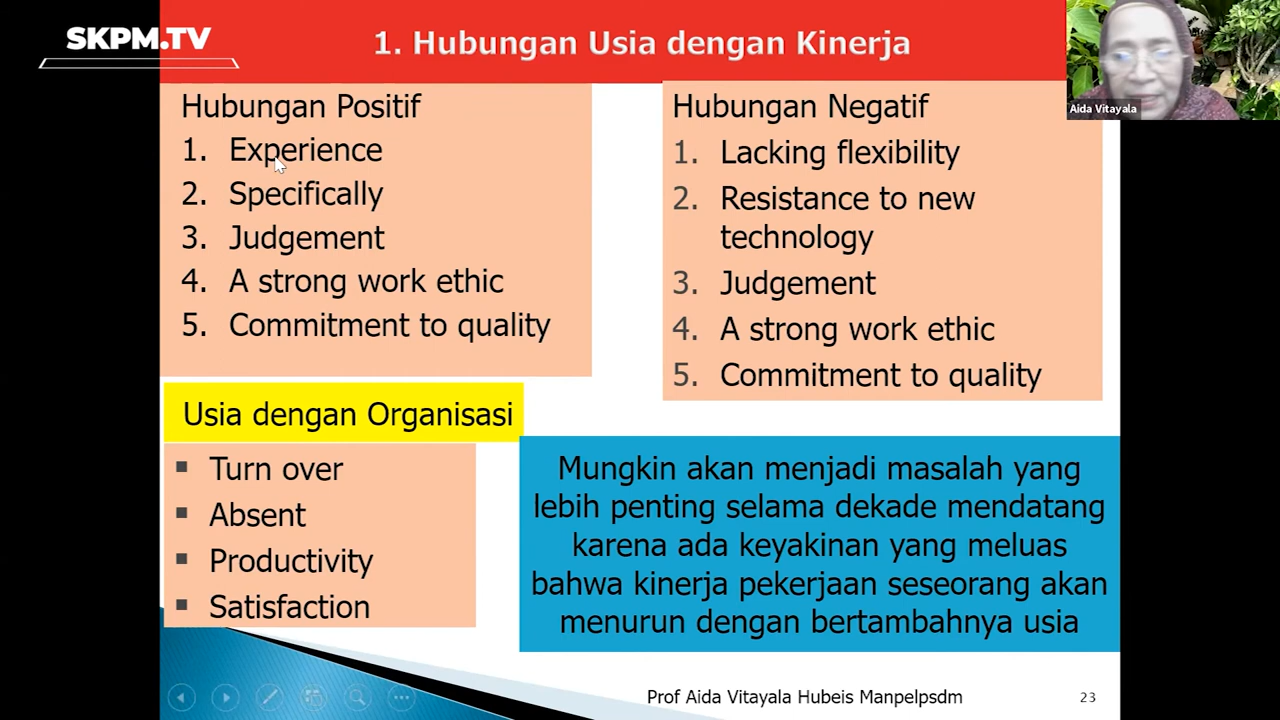 SKPM.TV
1. Hubungan Usia dengan Kinerja
Aida Vitayala
Hubungan Positif
1. Experience
2. Specifically
3. Judgement
4. A strong work ethic
5. Commitment to quality
Hubungan Negatif
1. Lacking flexibility
2. Resistance to new
technology
3. Judgement
4. A strong work ethic
5. Commitment to quality
Usia dengan Organisasi
▪ Turn over
▪ Absent
▪ Productivity
▪ Satisfaction
Mungkin akan menjadi masalah yang
lebih penting selama dekade mendatang
karena ada keyakinan yang meluas
bahwa kinerja pekerjaan seseorang akan
menurun dengan bertambahnya usia
Prof Aida Vitayala Hubeis Manpelpsdm
23